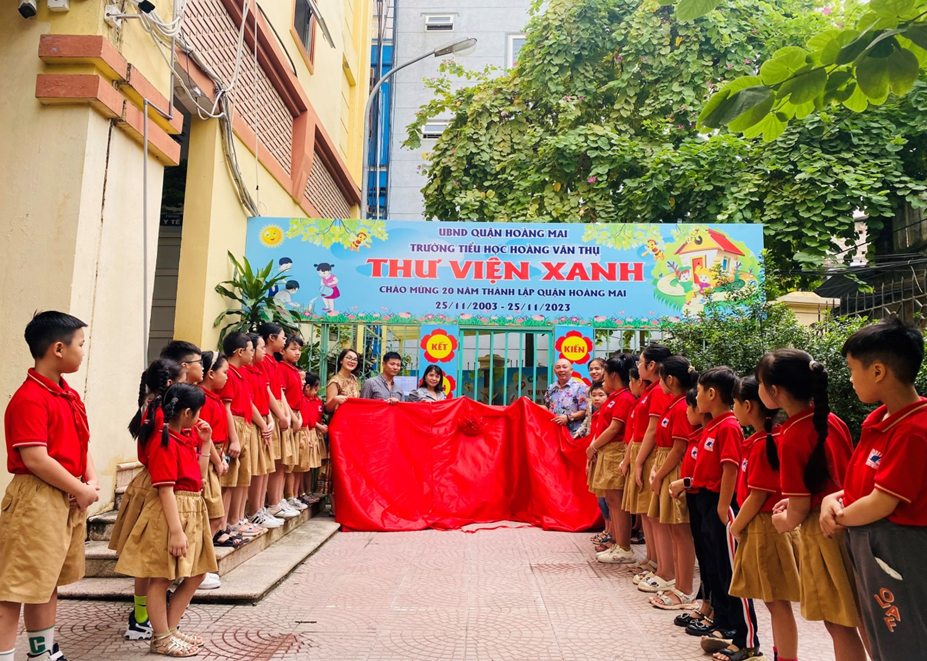 UBND QUẬN HOÀNG MAI
TRƯỜNG TIỂU HỌC HOÀNG VĂN THỤ
THƯ VIỆN XANH
CHÀO MỪNG 20 NĂM THÀNH LẬP QUẬN HOÀNG MAI
25/11/2003 - 25/11/2023
KẾT
KIẾN
Y TẾ
C